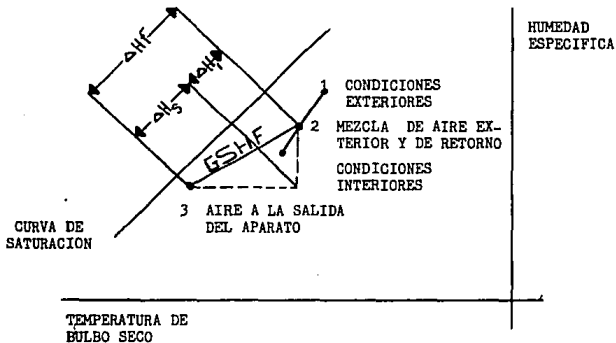 HUMEDAD
ESPECIFICA
ΔHf
ΔHs
1 CONDICIONES
EXTERIORES
2 MEZCLA DE AIRE EX-
TERIOR Y DE RETORNO
GSHF
CONDICIONES
INTERIORES
3 AIRE A LA SALIDA
DEL APARATO
CURVA DE
SATURACION
TEMPERATURA DE
BULBO SECO